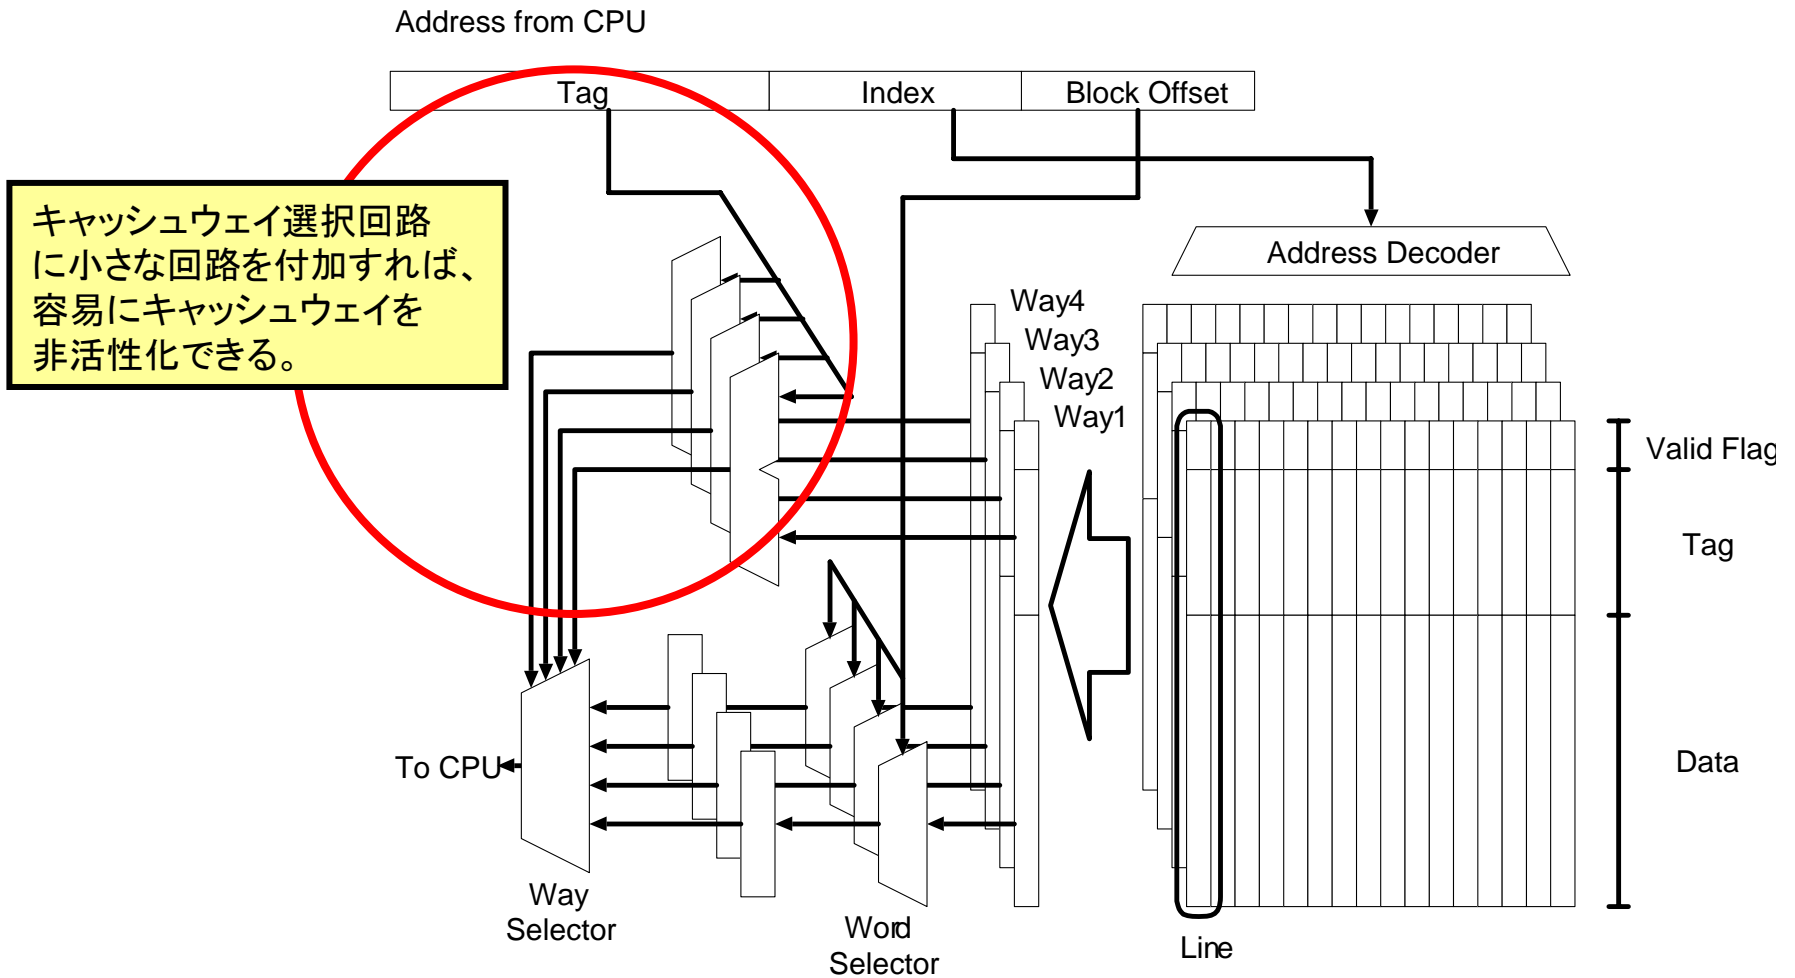 Address from CPU
Tag
Index
Block Offset
キャッシュウェイ選択回路
に小さな回路を付加すれば、
容易にキャッシュウェイを
非活性化できる。
Address Decoder
Way4
Way3
Way2
Way1
Valid Flag
Tag
Data
To CPU
Way
Selector
Word
Selector
Line